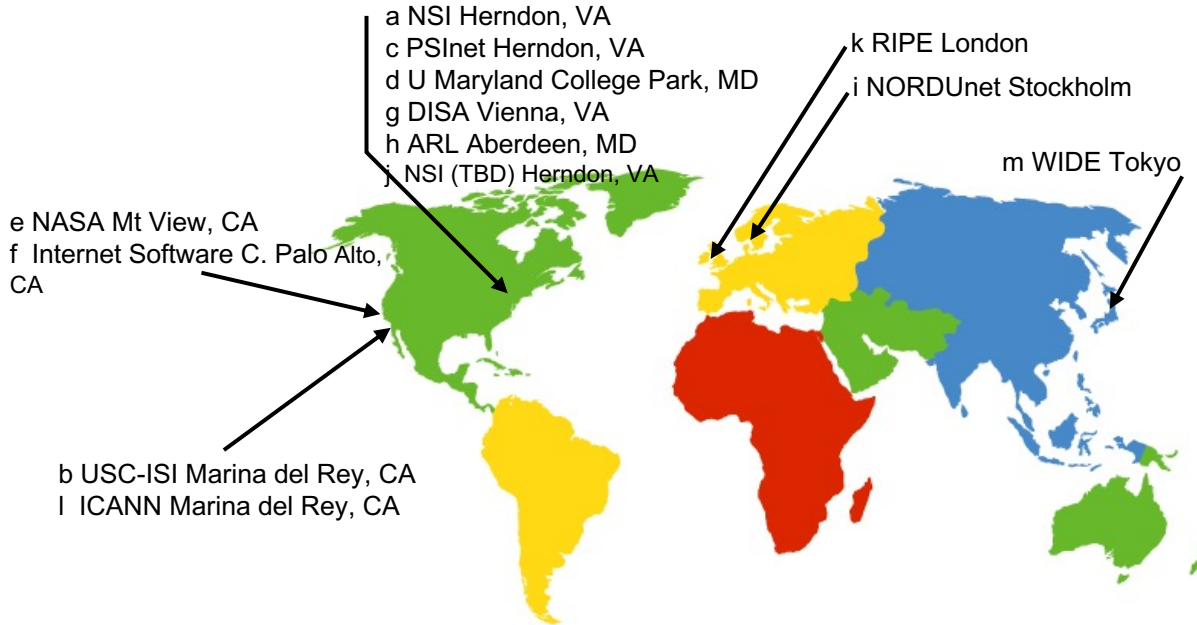 a NSI Herndon, VA
c PSInet Herndon, VA
d U Maryland College Park, MD
g DISA Vienna, VA
h ARL Aberdeen, MD
j NSI (TBD) Herndon, VA
k RIPE London
i NORDUnet Stockholm
m WIDE Tokyo
e NASA Mt View, CA
f Internet Software C. Palo Alto,
CA
b USC-ISI Marina del Rey, CA
l ICANN Marina del Rey, CA